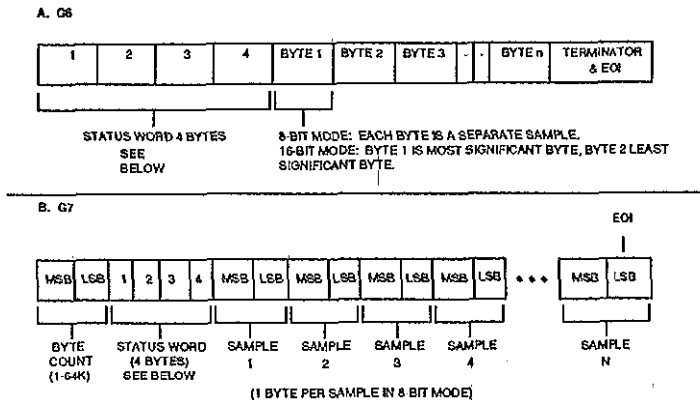 A. G6
1 2 3 4 BYTE 1 BYTE 2 BYTE 3 - - BYTE n TERMINATOR
& EOI
STATUS WORD 4 BYTES
SEE
BELOW
8-BIT MODE: EACH BYTE IS A SEPARATE SAMPLE.
16-BIT MODE: BYTE 1 IS MOST SIGNIFICANT BYTE, BYTE 2 LEAST
SIGNIFICANT BYTE.
B. G7
EOI
MSB LSB 1 2 3 4 MSB LSB MSB LSB MSB LSB MSB LSB • • • MSB LSB
BYTE
COUNT
(1-64K)
STATUS WORD
(4 BYTES)
SEE BELOW
SAMPLE
1
SAMPLE
2
SAMPLE
3
SAMPLE
4
SAMPLE
N
(1 BYTE PER SAMPLE IN 8-BIT MODE)